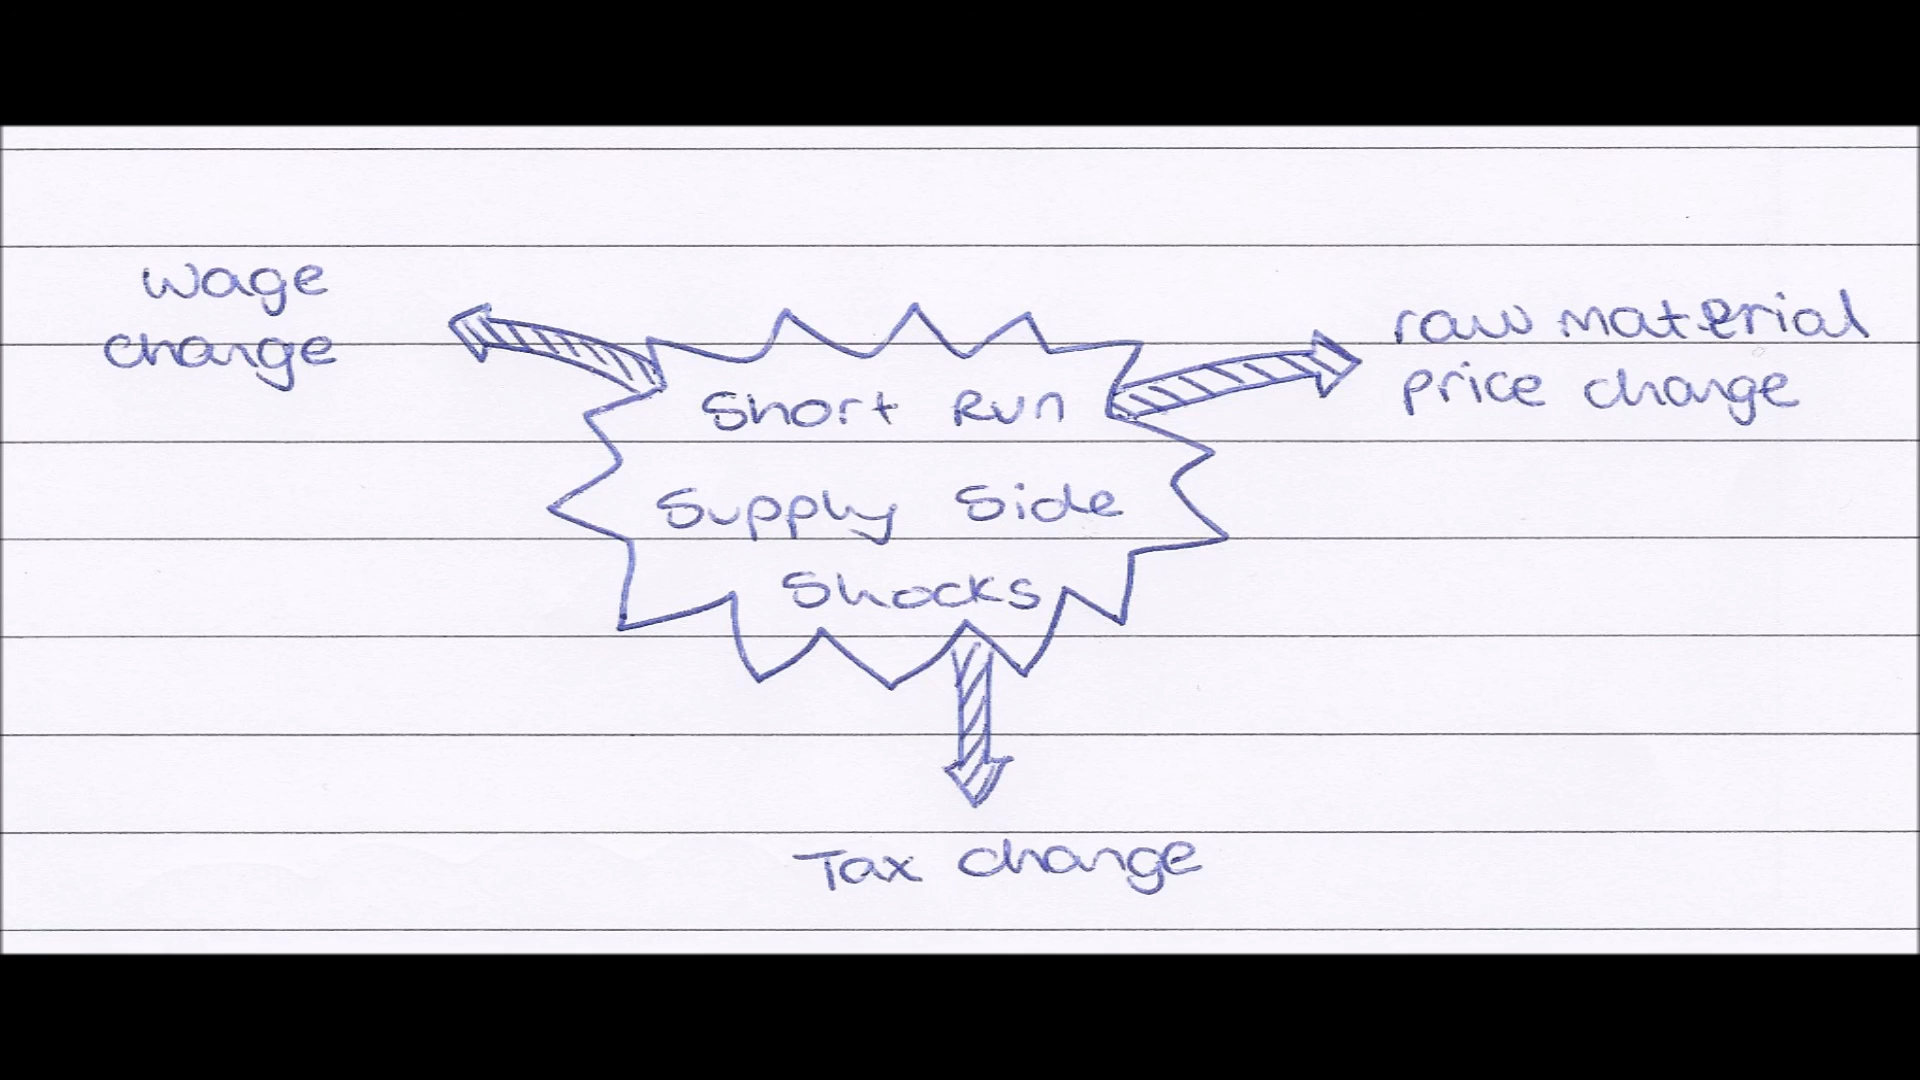 wage
change
raw material
price change
Short Run
Supply Side
Shocks
Tax change